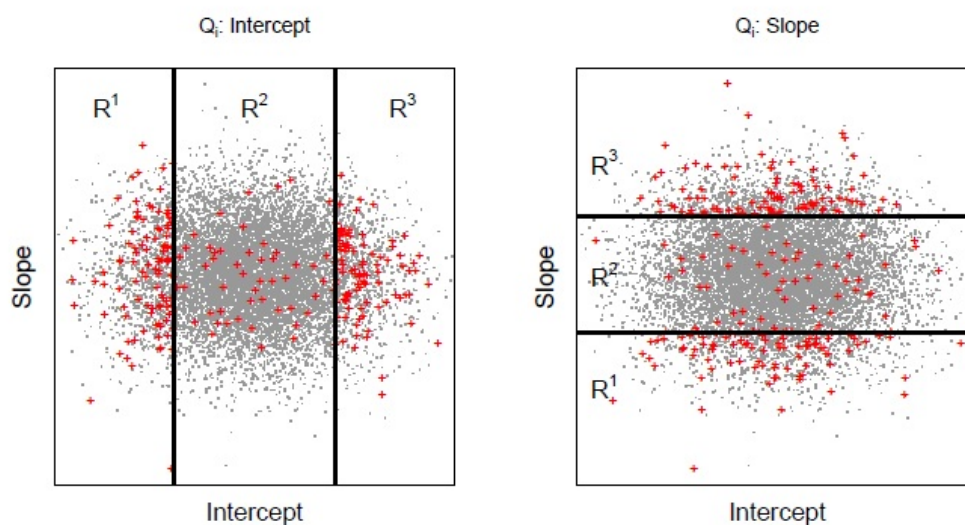 Qi: Intercept
R1
R2
R3
Slope
Intercept
Qi: Slope
R3
R2
R1
Slope
Intercept